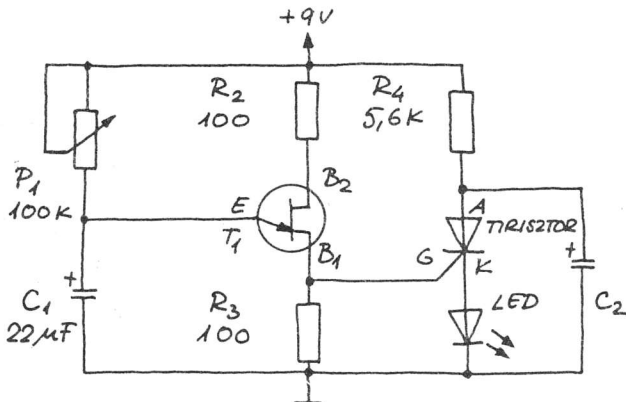 +9V
R2
100
R4
5,6K
P1
100K
B2
E
T1
B1
A
TIRISZTOR
G
K
C1
+
22µF
R3
100
LED
+
C2